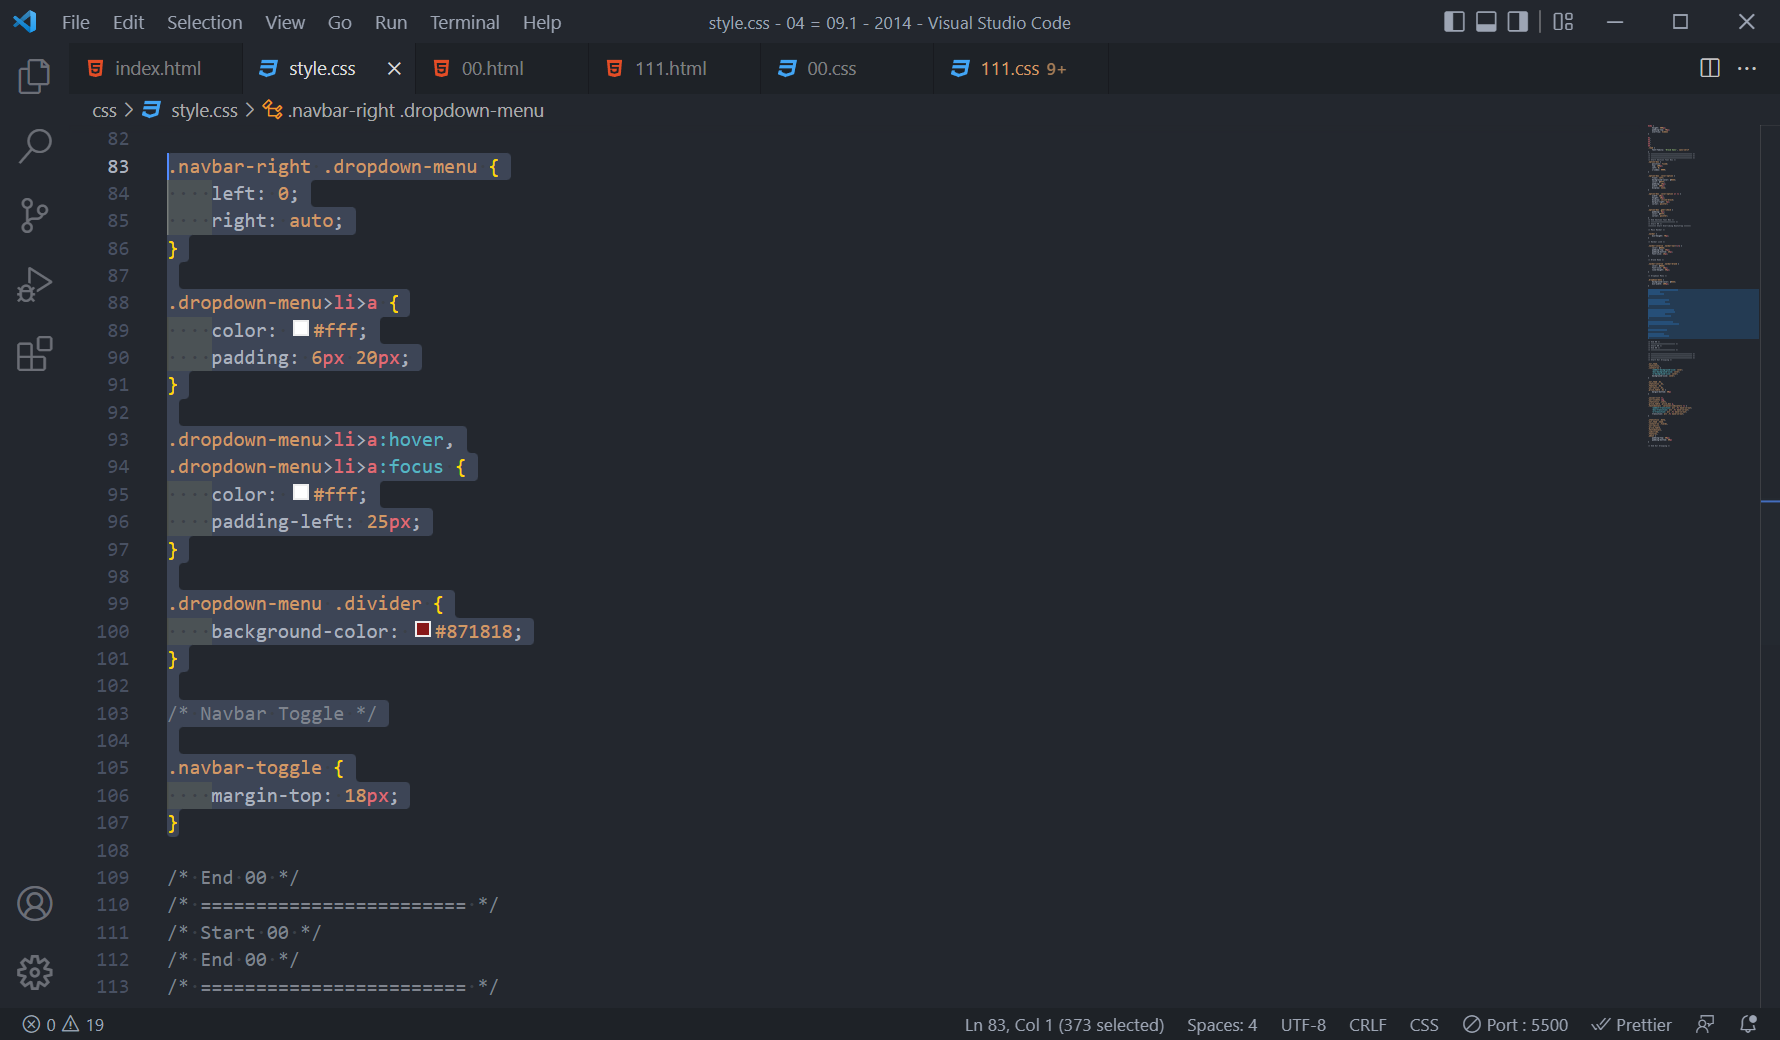 File Edit Selection View Go Run Terminal Help style.css - 04 = 09.1 - 2014 - Visual Studio Code
index.html style.css 00.html 111.html 00.css 111.css 9+
css > style.css > .navbar-right .dropdown-menu
82
83 .navbar-right .dropdown-menu {
84 left: 0;
85 right: auto;
86 }
87
88 .dropdown-menu>li>a {
89 color: #fff;
90 padding: 6px 20px;
91 }
92
93 .dropdown-menu>li>a:hover,
94 .dropdown-menu>li>a:focus {
95 color: #fff;
96 padding-left: 25px;
97 }
98
99 .dropdown-menu .divider {
100 background-color: #871818;
101 }
102
103 /* Navbar Toggle */
104
105 .navbar-toggle {
106 margin-top: 18px;
107 }
108
109 /* End 00 */
110 /* ======================== */
111 /* Start 00 */
112 /* End 00 */
113 /* ======================== */
0 19 Ln 83, Col 1 (373 selected) Spaces: 4 UTF-8 CRLF CSS Port : 5500 Prettier